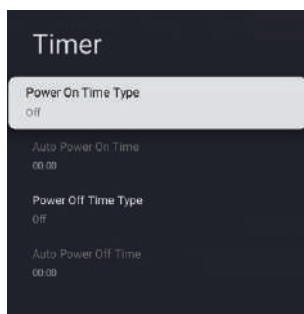 Timer
Power On Time Type
Off
Auto Power On Time
00:00
Power Off Time Type
Off
Auto Power Off Time
00:00